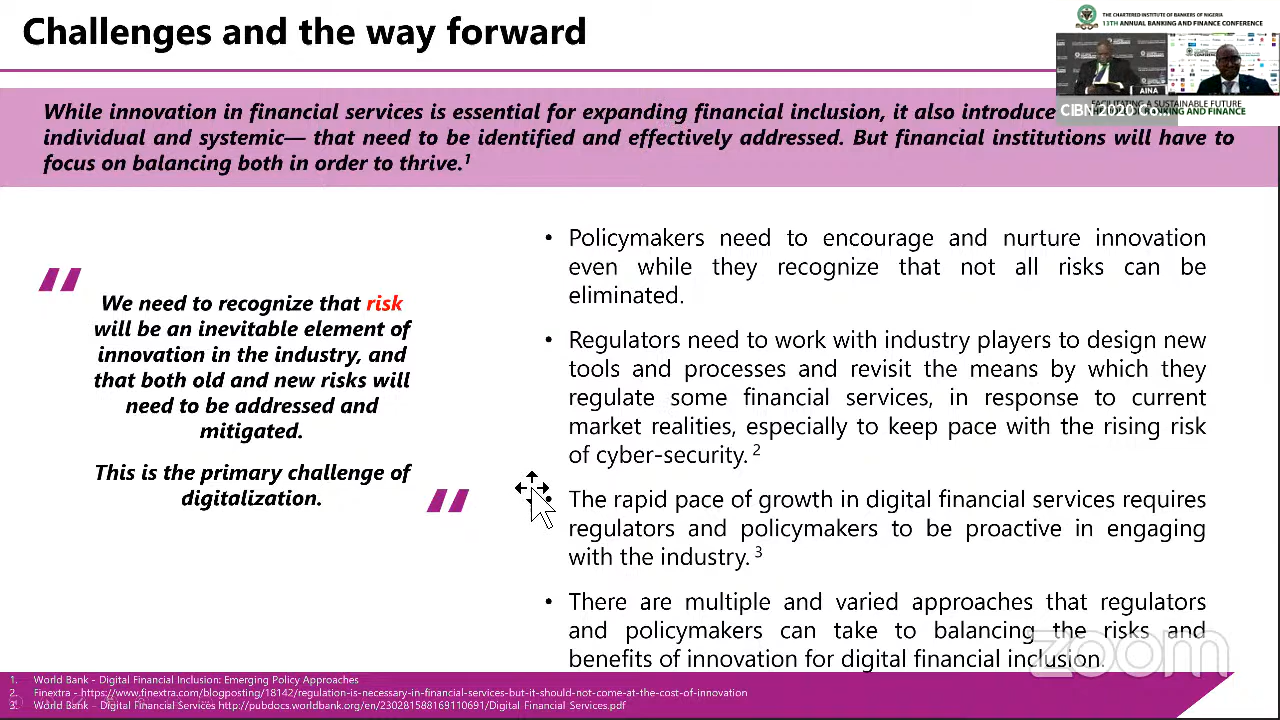 Challenges and the way forward
THE CHARTERED INSTITUTE OF BANKERS OF NIGERIA
13TH ANNUAL BANKING AND FINANCE CONFERENCE
AINA
CIBN 2020 Co...
FACILITATING A SUSTAINABLE FUTURE
BANKING AND FINANCE
While innovation in financial services is essential for expanding financial inclusion, it also introduce
individual and systemic— that need to be identified and effectively addressed. But financial institutions will have to
focus on balancing both in order to thrive.1
We need to recognize that risk
will be an inevitable element of
innovation in the industry, and
that both old and new risks will
need to be addressed and
mitigated.
This is the primary challenge of
digitalization.
• Policymakers need to encourage and nurture innovation
even while they recognize that not all risks can be
eliminated.
• Regulators need to work with industry players to design new
tools and processes and revisit the means by which they
regulate some financial services, in response to current
market realities, especially to keep pace with the rising risk
of cyber-security. 2
• The rapid pace of growth in digital financial services requires
regulators and policymakers to be proactive in engaging
with the industry. 3
• There are multiple and varied approaches that regulators
and policymakers can take to balancing the risks and
benefits of innovation for digital financial inclusion.
zoom
1. World Bank - Digital Financial Inclusion: Emerging Policy Approaches
2. Finextra - https://www.finextra.com/blogposting/18142/regulation-is-necessary-in-financial-services-but-it-should-not-come-at-the-cost-of-innovation
3. World Bank - Digital Financial Services http://pubdocs.worldbank.org/en/230281588169110691/Digital Financial Services.pdf